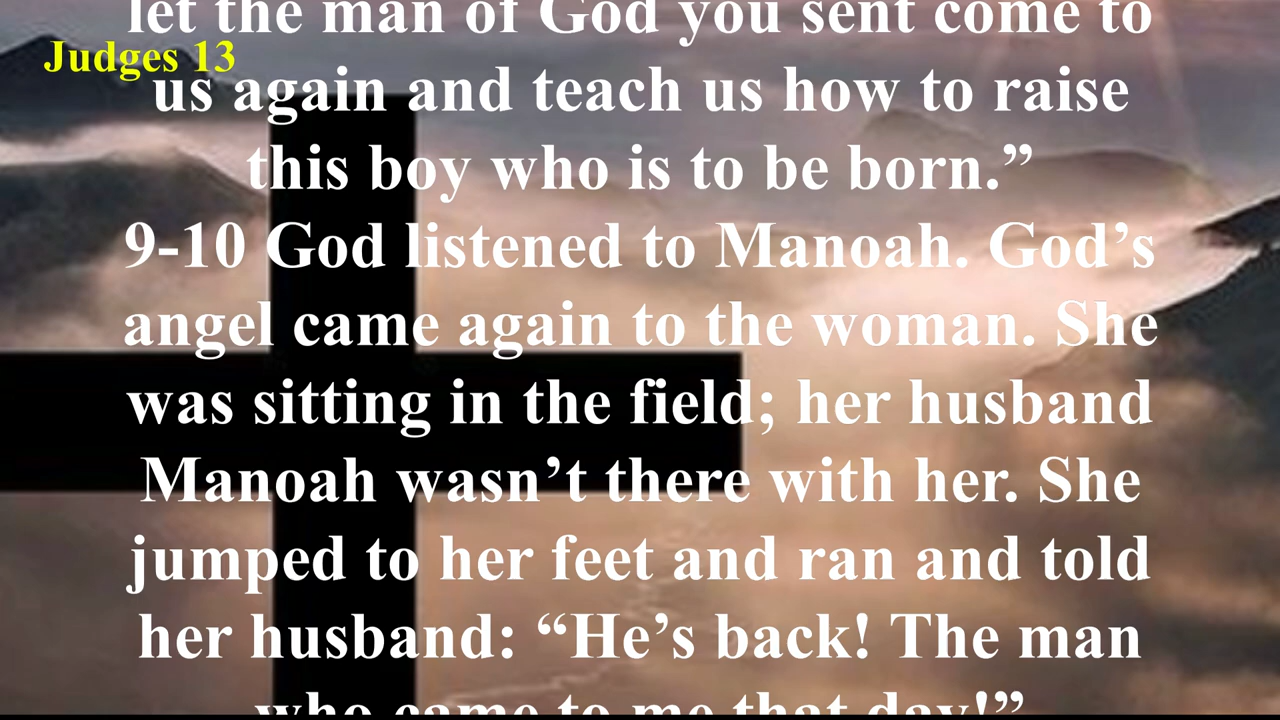 let the man of God you sent come to
Judges 13
us again and teach us how to raise
this boy who is to be born.”
9-10 God listened to Manoah. God’s
angel came again to the woman. She
was sitting in the field; her husband
Manoah wasn’t there with her. She
jumped to her feet and ran and told
her husband: “He’s back! The man
who came to me that day!”